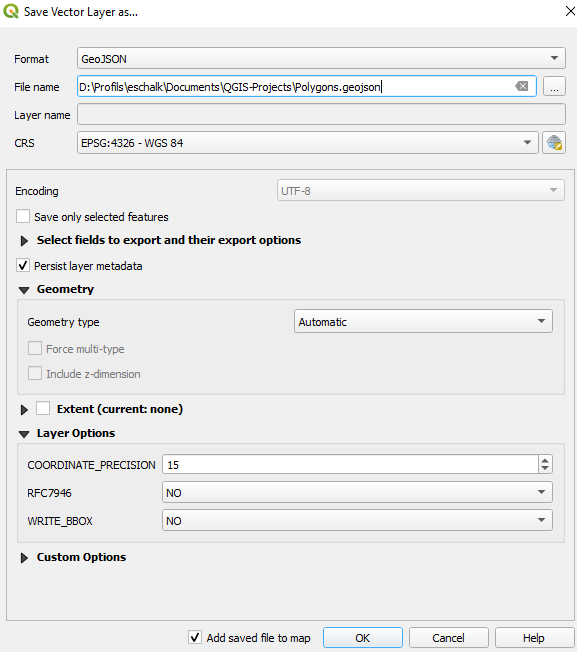 Save Vector Layer as...
Format GeoJSON
File name D:\Profils\eschalk\Documents\QGIS-Projects\Polygons.geojson ...
Layer name
CRS EPSG:4326 - WGS 84
Encoding UTF-8
Save only selected features
Select fields to export and their export options
Persist layer metadata
Geometry
Geometry type Automatic
Force multi-type
Include z-dimension
Extent (current: none)
Layer Options
COORDINATE_PRECISION 15
RFC7946 NO
WRITE_BBOX NO
Custom Options
Add saved file to map OK Cancel Help